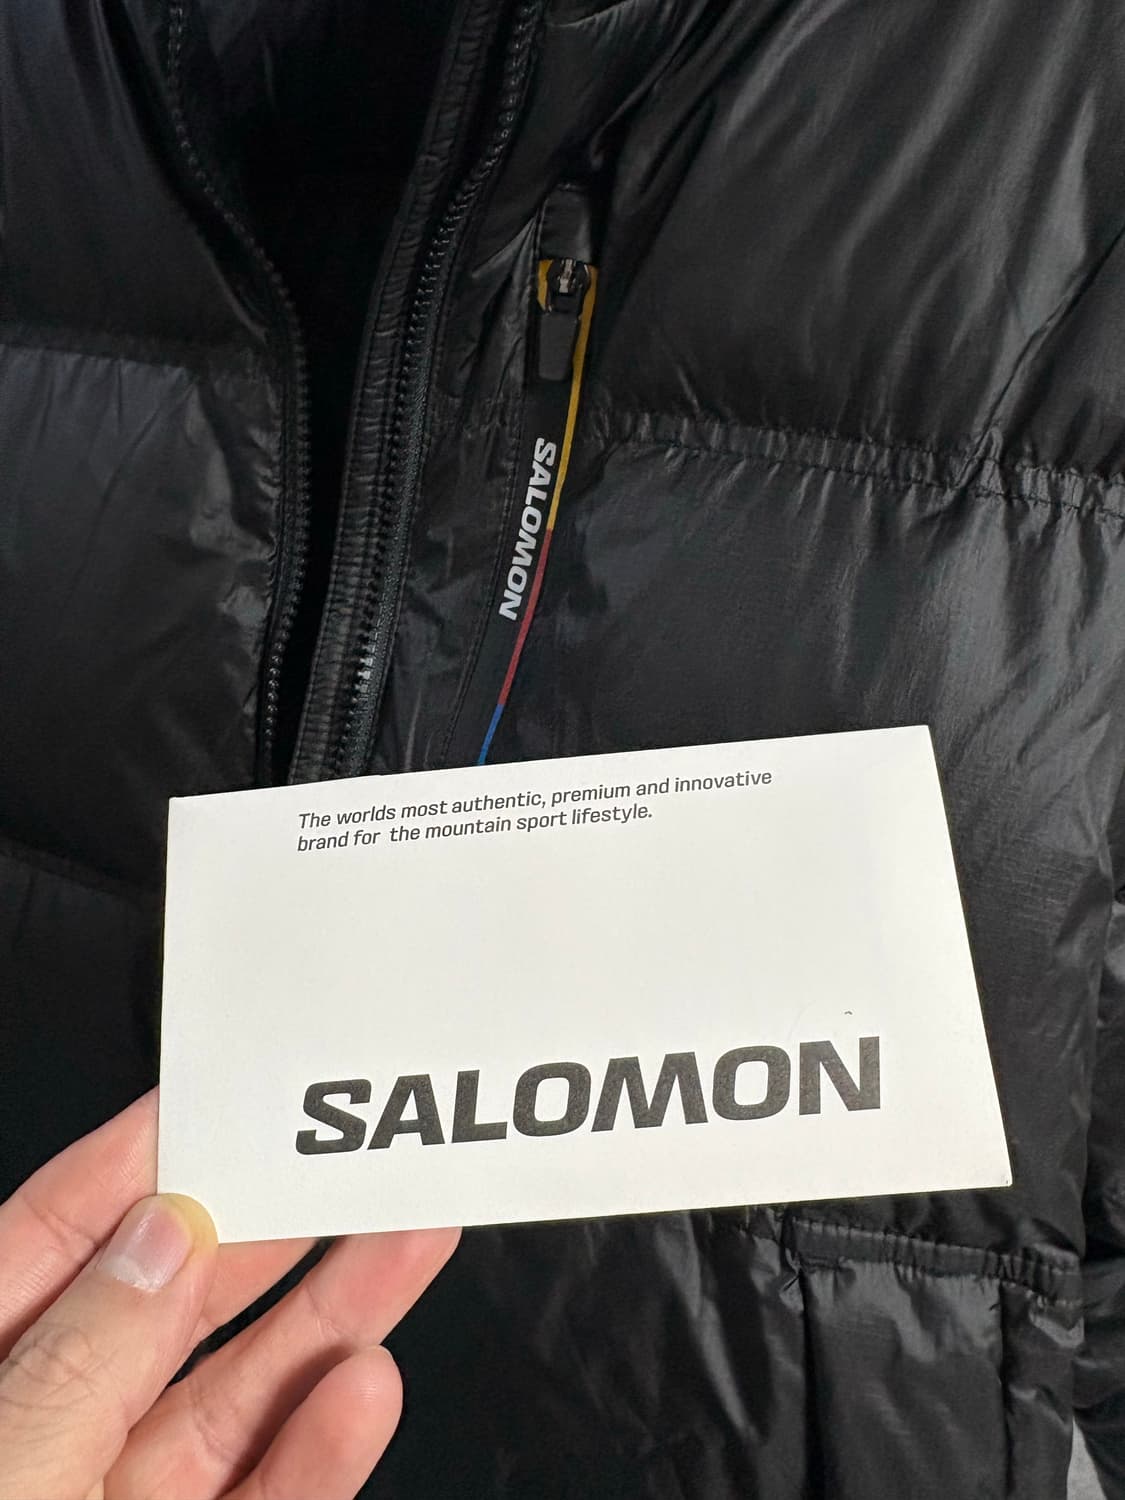 SALOMON
The worlds most authentic, premium and innovative
brand for the mountain sport lifestyle.
SALOMON